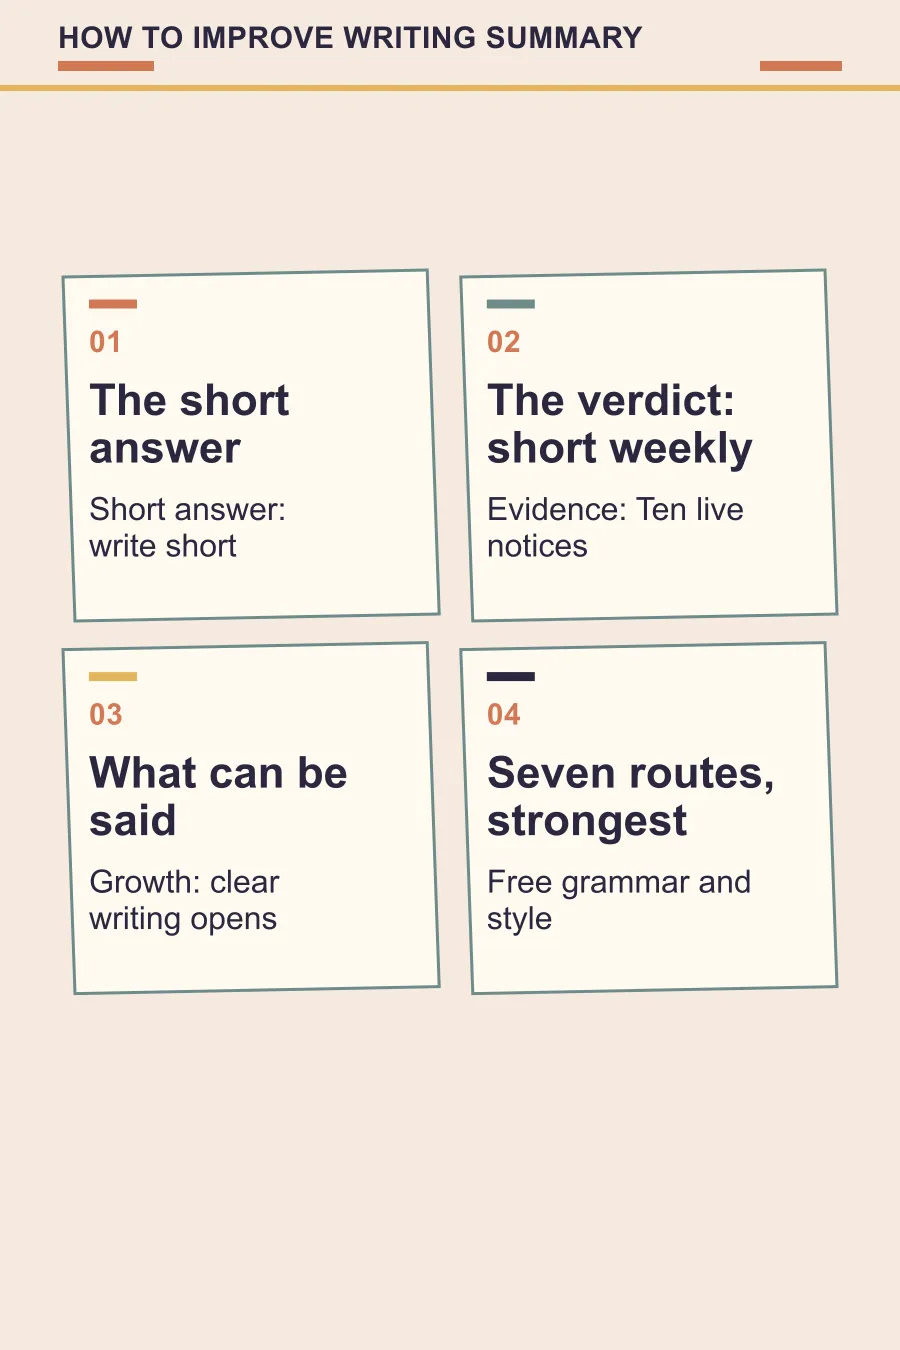 HOW TO IMPROVE WRITING SUMMARY
01
The short
answer
Short answer:
write short
02
The verdict:
short weekly
Evidence: Ten live
notices
03
What can be
said
Growth: clear
writing opens
04
Seven routes,
strongest
Free grammar and
style